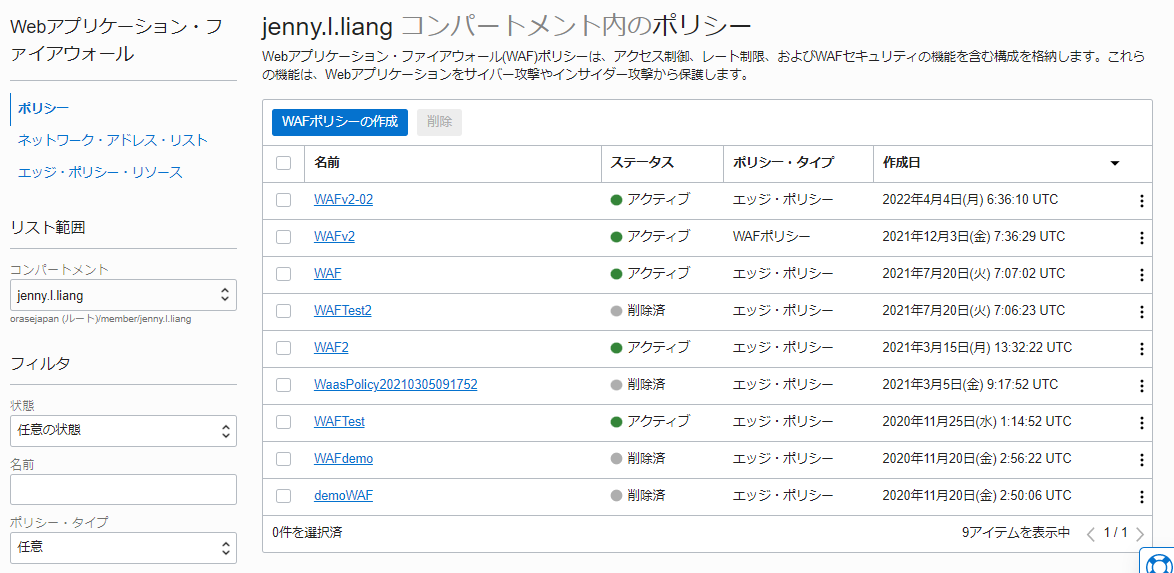 Webアプリケーション・フ
ァイアウォール
ポリシー
ネットワーク・アドレス・リスト
エッジ・ポリシー・リソース
リスト範囲
コンパートメント
jenny.l.liang
orasejapan (ルート)/member/jenny.l.liang
フィルタ
状態
任意の状態
名前
ポリシー・タイプ
任意
jenny.l.liang コンパートメント内のポリシー
Webアプリケーション・ファイアウォール(WAF)ポリシーは、アクセス制御、レート制限、およびWAFセキュリティの機能を含む構成を格納します。これら
の機能は、Webアプリケーションをサイバー攻撃やインサイダー攻撃から保護します。
WAFポリシーの作成 削除
名前 ステータス ポリシー・タイプ 作成日
WAFv2-02 アクティブ エッジ・ポリシー 2022年4月4日(月) 6:36:10 UTC
WAFv2 アクティブ WAFポリシー 2021年12月3日(金) 7:36:29 UTC
WAF アクティブ エッジ・ポリシー 2021年7月20日(火) 7:07:02 UTC
WAFTest2 削除済 エッジ・ポリシー 2021年7月20日(火) 7:06:23 UTC
WAF2 アクティブ エッジ・ポリシー 2021年3月15日(月) 13:32:22 UTC
WaasPolicy20210305091752 削除済 エッジ・ポリシー 2021年3月5日(金) 9:17:52 UTC
WAFTest アクティブ エッジ・ポリシー 2020年11月25日(水) 1:14:52 UTC
WAFdemo 削除済 エッジ・ポリシー 2020年11月20日(金) 2:56:22 UTC
demoWAF 削除済 エッジ・ポリシー 2020年11月20日(金) 2:50:06 UTC
0件を選択済 9アイテムを表示中 1 / 1